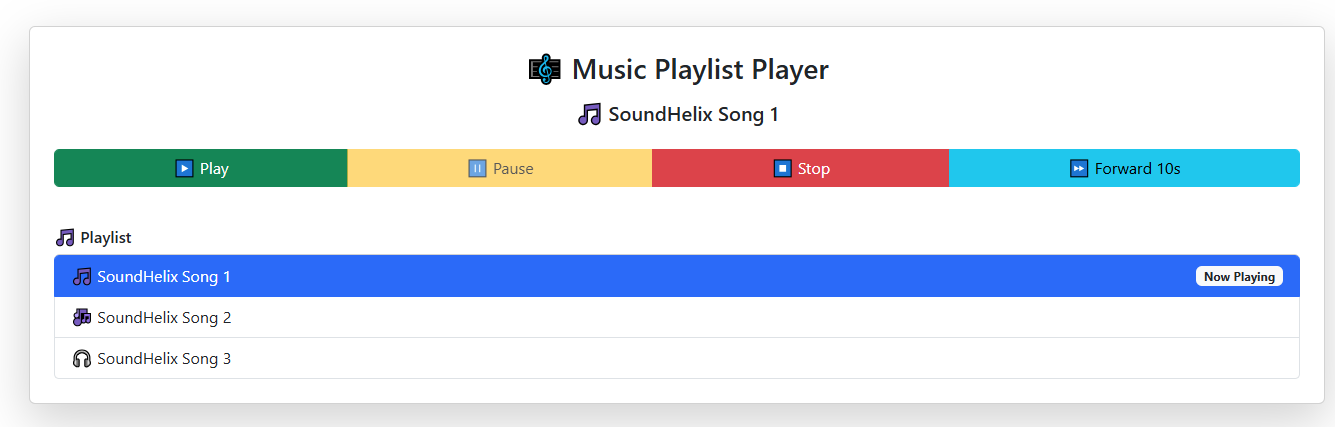 Music Playlist Player
SoundHelix Song 1
Play Pause Stop Forward 10s
Playlist
SoundHelix Song 1 Now Playing
SoundHelix Song 2
SoundHelix Song 3